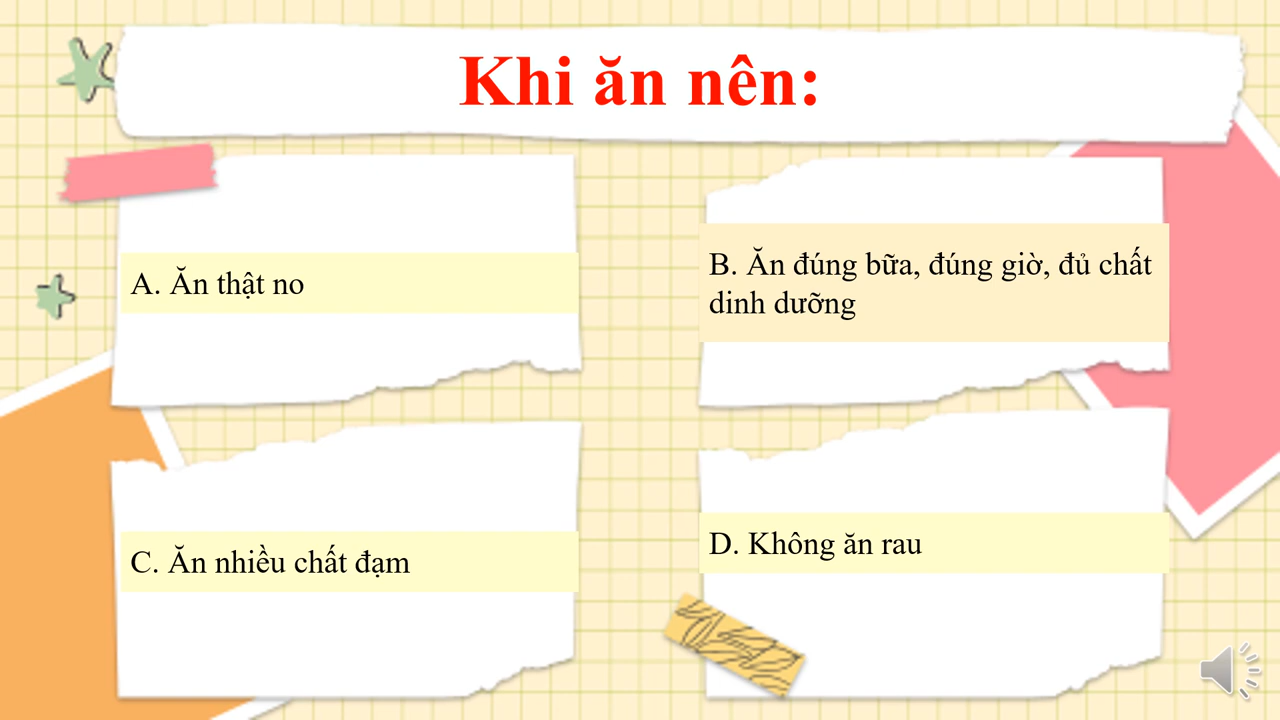 Khi ăn nên:
A. Ăn thật no
B. Ăn đúng bữa, đúng giờ, đủ chất
dinh dưỡng
C. Ăn nhiều chất đạm
D. Không ăn rau